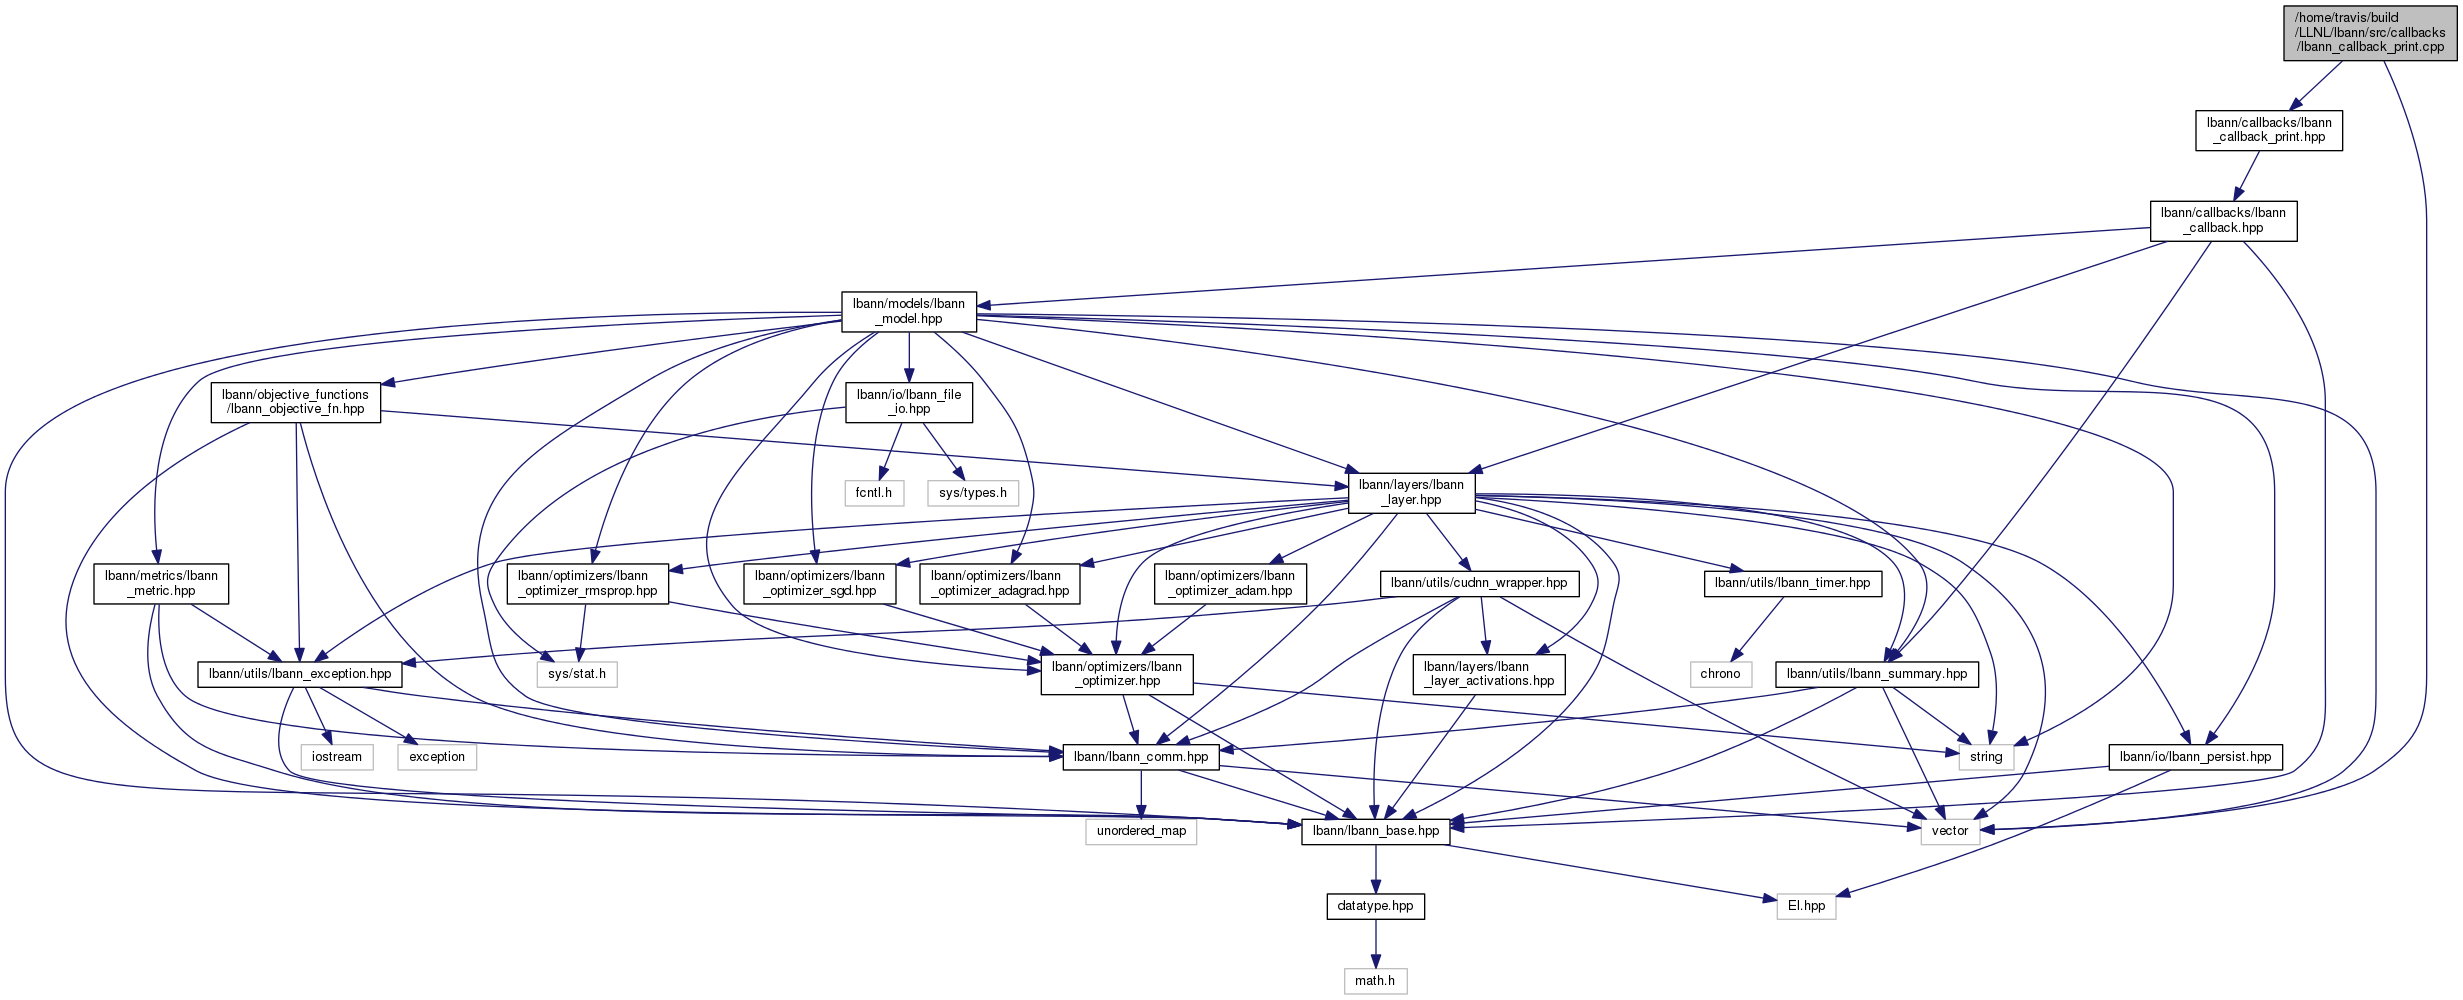 /home/travis/build
/LLNL/lbann/src/callbacks
/lbann_callback_print.cpp
lbann/callbacks/lbann
_callback_print.hpp
lbann/callbacks/lbann
_callback.hpp
lbann/models/lbann
_model.hpp
lbann/objective_functions
/lbann_objective_fn.hpp
lbann/io/lbann_file
_io.hpp
fcntl.h
sys/types.h
lbann/layers/lbann
_layer.hpp
lbann/metrics/lbann
_metric.hpp
lbann/optimizers/lbann
_optimizer_rmsprop.hpp
lbann/optimizers/lbann
_optimizer_sgd.hpp
lbann/optimizers/lbann
_optimizer_adagrad.hpp
lbann/optimizers/lbann
_optimizer_adam.hpp
lbann/utils/cudnn_wrapper.hpp
lbann/utils/lbann_timer.hpp
lbann/utils/lbann_exception.hpp
sys/stat.h
lbann/optimizers/lbann
_optimizer.hpp
lbann/layers/lbann
_layer_activations.hpp
chrono
lbann/utils/lbann_summary.hpp
iostream
exception
lbann/lbann_comm.hpp
string
lbann/io/lbann_persist.hpp
unordered_map
lbann/lbann_base.hpp
vector
datatype.hpp
El.hpp
math.h